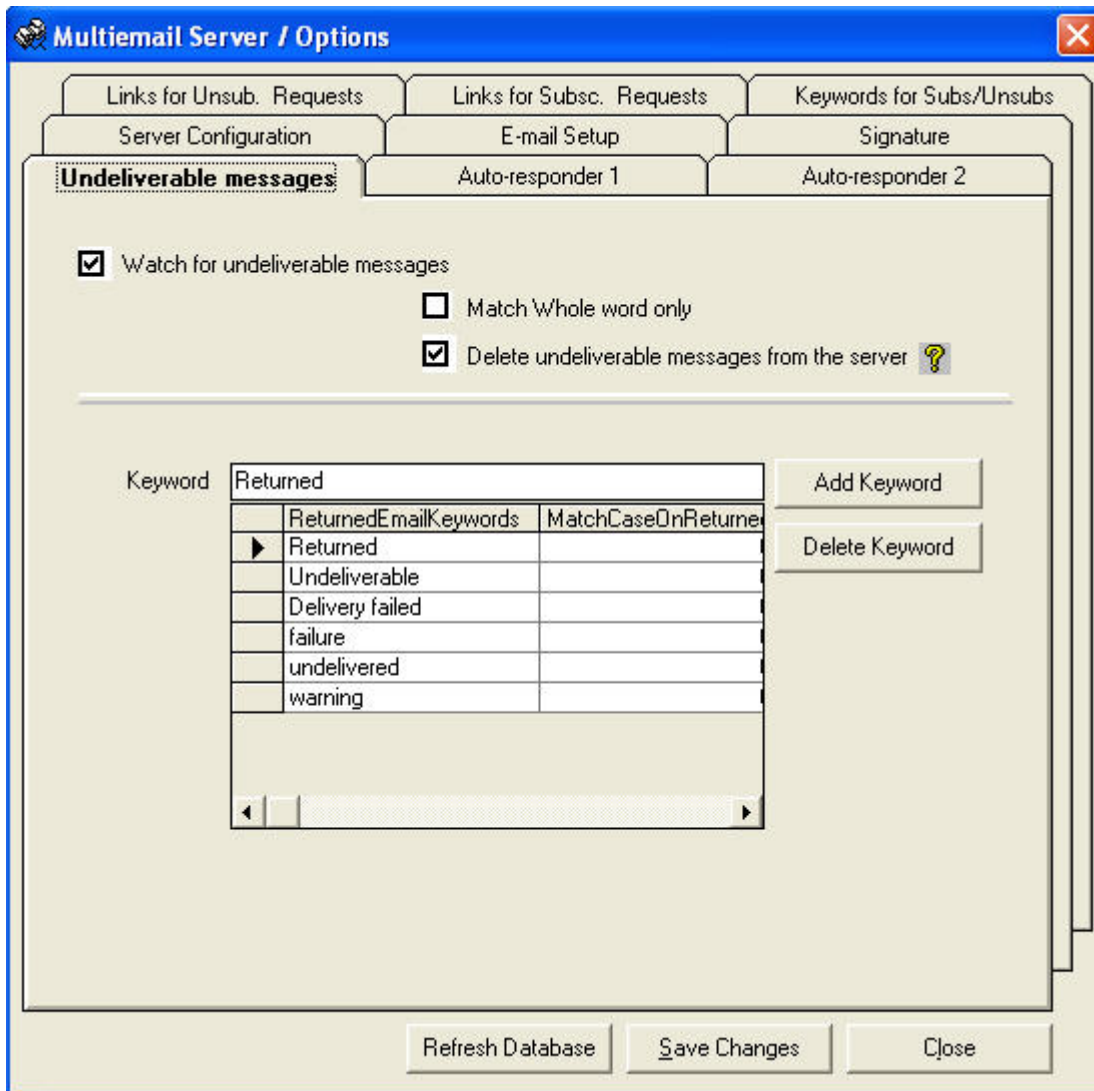 Multiemail Server / Options
Links for Unsub. Requests
Links for Subsc. Requests
Keywords for Subs/Unsubs
Server Configuration
E-mail Setup
Signature
Undeliverable messages
Auto-responder 1
Auto-responder 2
Watch for undeliverable messages
Match Whole word only
Delete undeliverable messages from the server
Keyword
Returned
Add Keyword
ReturnedEmailKeywords
MatchCaseOnReturne
Returned
Delete Keyword
Undeliverable
Delivery failed
failure
undelivered
warning
Refresh Database
Save Changes
Close